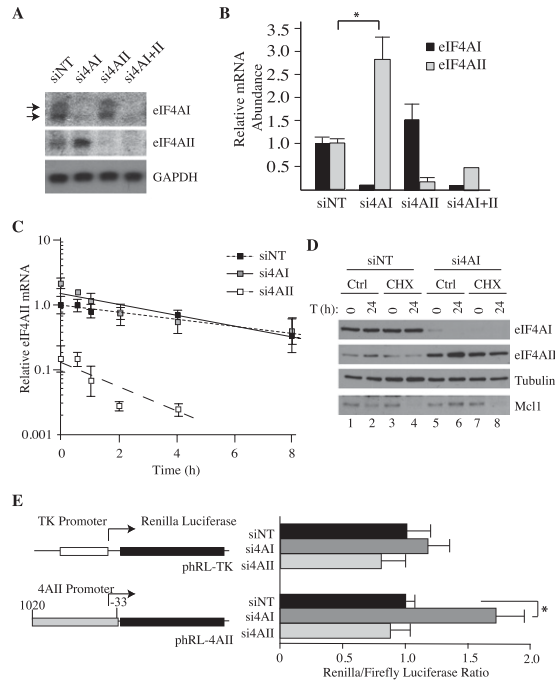 A
siNT
si4AI
si4AII
si4AI+II
eIF4AI
eIF4AII
GAPDH
B
Relative mRNA
Abundance
3.5
3.0
2.5
2.0
1.5
1.0
0.5
*
eIF4AI
eIF4AII
siNT si4AI si4AII si4AI+II
C
Relative eIF4AII mRNA
10
1.0
0.1
0.001
siNT
si4AI
si4AII
0 2 4 6 8
Time (h)
D
siNT si4AI
Ctrl CHX Ctrl CHX
T (h): 0 24 0 24 0 24 0 24
eIF4AI
eIF4AII
Tubulin
Mcl1
1 2 3 4 5 6 7 8
E
TK Promoter Renilla Luciferase
phRL-TK
siNT
si4AI
si4AII
4AII Promoter
1020 -33
phRL-4AII
siNT
si4AI
si4AII
*
0 0.5 1.0 1.5 2.0
Renilla/Firefly Luciferase Ratio